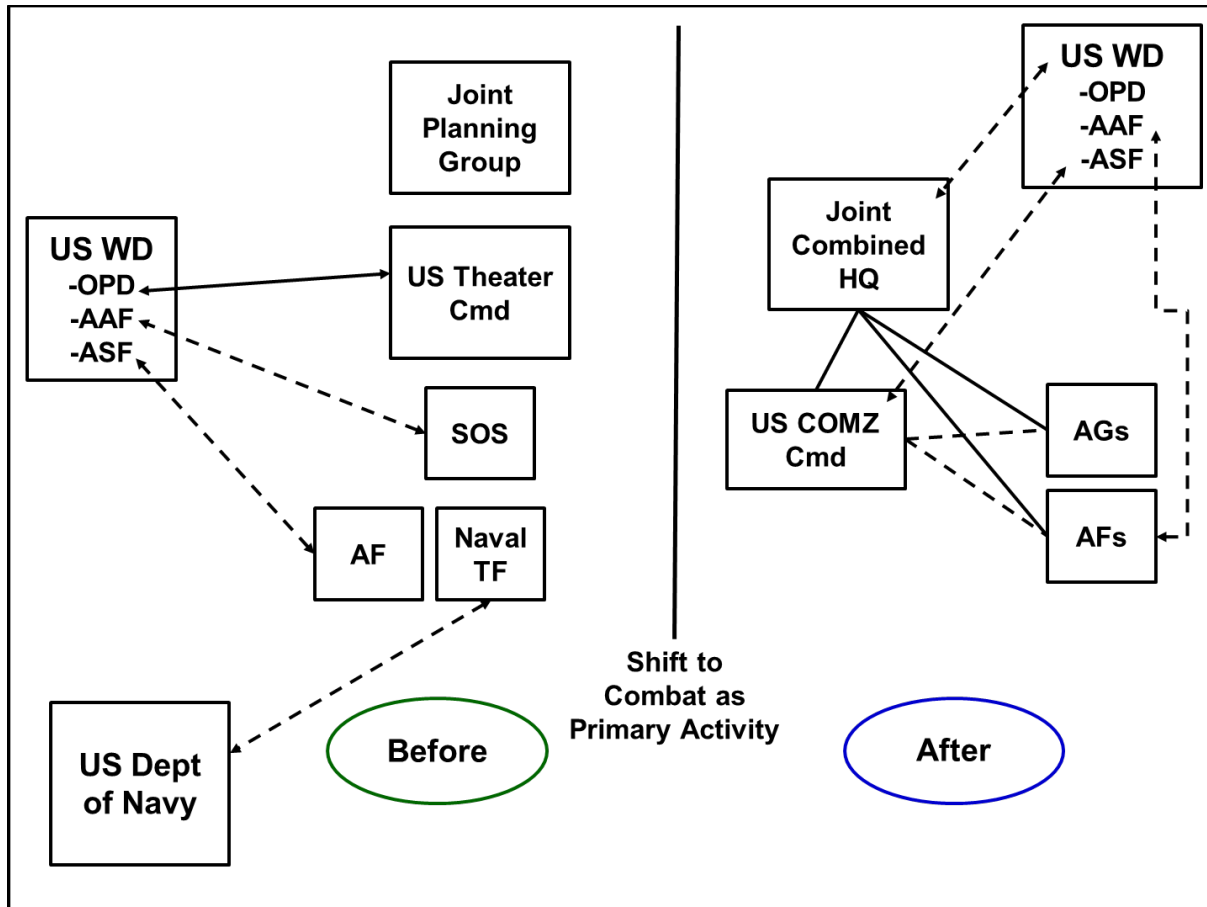 Joint
Planning
Group
US WD
-OPD
-AAF
-ASF
US Theater
Cmd
SOS
AF
Naval
TF
US Dept
of Navy
Before
Shift to
Combat as
Primary Activity
US WD
-OPD
-AAF
-ASF
Joint
Combined
HQ
US COMZ
Cmd
AGs
AFs
After